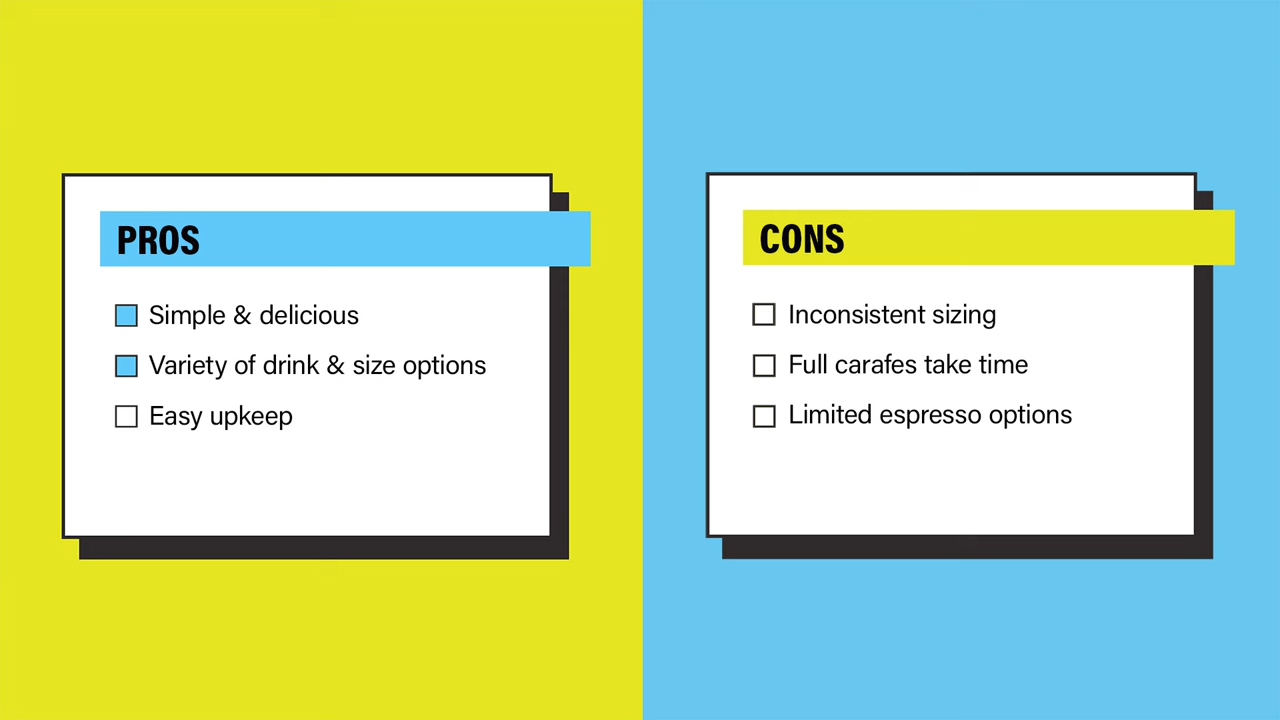 PROS
Simple & delicious
Variety of drink & size options
Easy upkeep
CONS
Inconsistent sizing
Full carafes take time
Limited espresso options